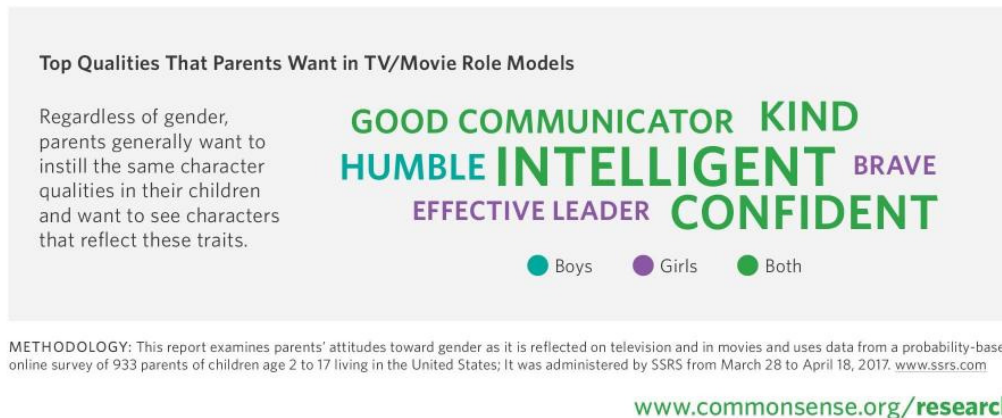 Top Qualities That Parents Want in TV/Movie Role Models
Regardless of gender,
parents generally want to
instill the same character
qualities in their children
and want to see characters
that reflect these traits.
GOOD COMMUNICATOR KIND
HUMBLE INTELLIGENT BRAVE
EFFECTIVE LEADER CONFIDENT
Boys Girls Both
METHODOLOGY: This report examines parents' attitudes toward gender as it is reflected on television and in movies and uses data from a probability-base
online survey of 933 parents of children age 2 to 17 living in the United States; It was administered by SSRS from March 28 to April 18, 2017. www.ssrs.com
www.commonsense.org/researc